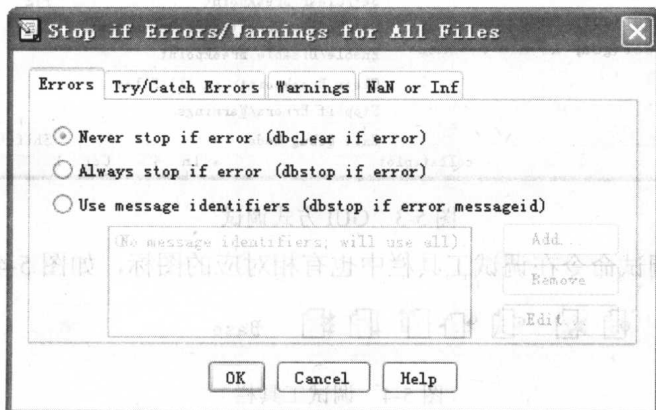 Stop if Errors/Warnings for All Files
Errors Try/Catch Errors Warnings NaN or Inf
Never stop if error (dbclear if error)
Always stop if error (dbstop if error)
Use message identifiers (dbstop if error messageid)
(No message identifiers; will use all)
Add...
Remove
Edit...
OK Cancel Help